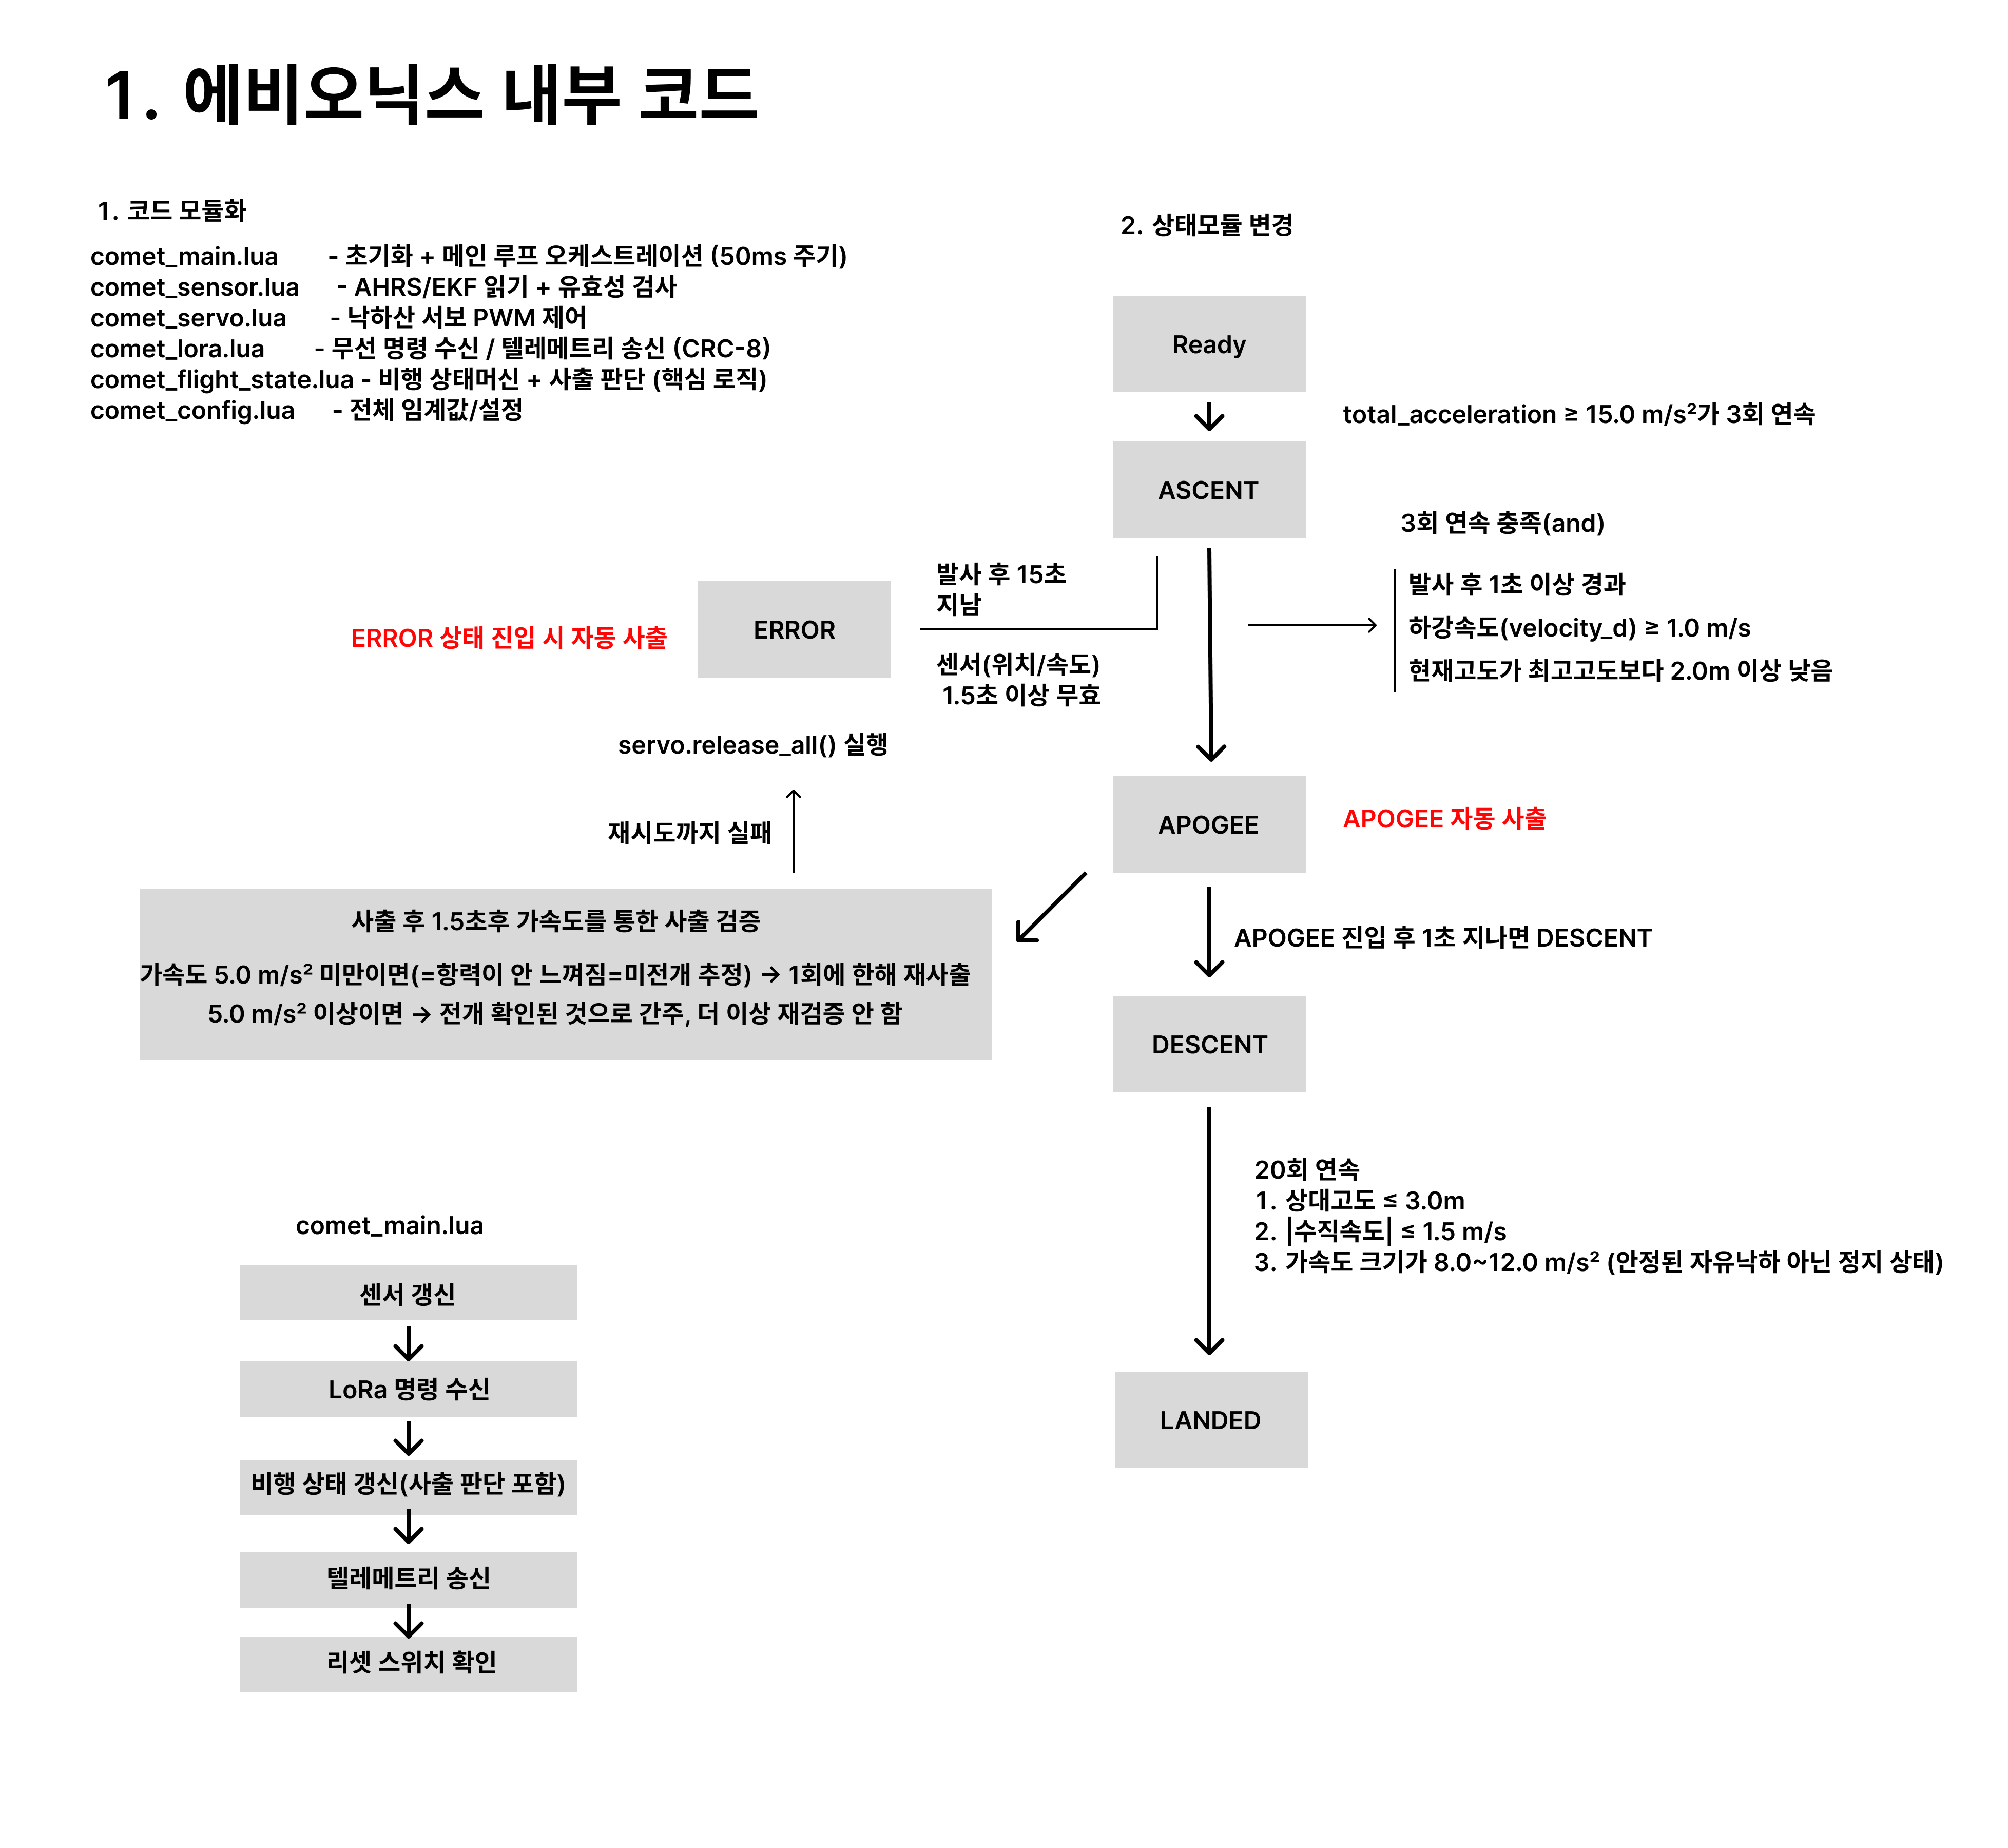 1. 에비오닉스 내부 코드
1. 코드 모듈화
comet_main.lua - 초기화 + 메인 루프 오케스트레이션 (50ms 주기)
comet_sensor.lua - AHRS/EKF 읽기 + 유효성 검사
comet_servo.lua - 낙하산 서보 PWM 제어
comet_lora.lua - 무선 명령 수신 / 텔레메트리 송신 (CRC-8)
comet_flight_state.lua - 비행 상태머신 + 사출 판단 (핵심 로직)
comet_config.lua - 전체 임계값/설정
2. 상태모듈 변경
Ready
total_acceleration ≥ 15.0 m/s²가 3회 연속
ASCENT
3회 연속 충족(and)
발사 후 1초 이상 경과
하강속도(velocity_d) ≥ 1.0 m/s
현재고도가 최고고도보다 2.0m 이상 낮음
발사 후 15초
지남
센서(위치/속도)
1.5초 이상 무효
ERROR
ERROR 상태 진입 시 자동 사출
servo.release_all() 실행
재시도까지 실패
APOGEE
APOGEE 자동 사출
사출 후 1.5초후 가속도를 통한 사출 검증
가속도 5.0 m/s² 미만이면(=항력이 안 느껴짐=미전개 추정) → 1회에 한해 재사출
5.0 m/s² 이상이면 → 전개 확인된 것으로 간주, 더 이상 재검증 안 함
APOGEE 진입 후 1초 지나면 DESCENT
DESCENT
20회 연속
1. 상대고도 ≤ 3.0m
2. |수직속도| ≤ 1.5 m/s
3. 가속도 크기가 8.0~12.0 m/s² (안정된 자유낙하 아닌 정지 상태)
LANDED
comet_main.lua
센서 갱신
LoRa 명령 수신
비행 상태 갱신(사출 판단 포함)
텔레메트리 송신
리셋 스위치 확인